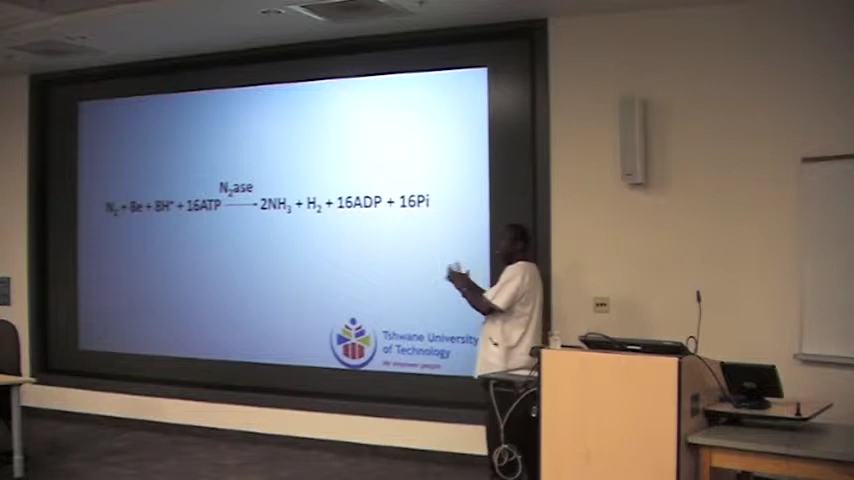 N₂ase
N₂ + 8e + 8H⁺ + 16ATP ⟶ 2NH₃ + H₂ + 16ADP + 16Pi
Tshwane University
of Technology
We empower people